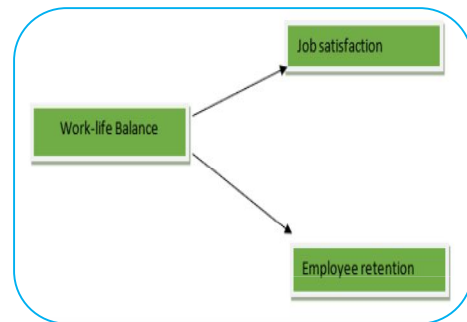 Job satisfaction
Work-life Balance
Employee retention